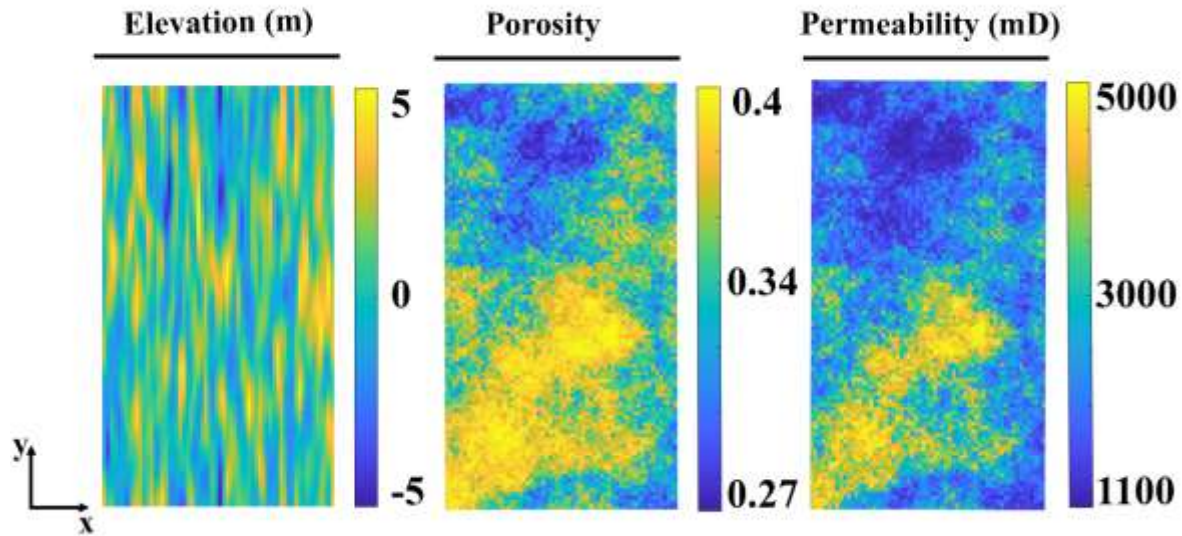 Elevation (m)
Porosity
Permeability (mD)
5
0
-5
0.4
0.34
0.27
5000
3000
1100
y
x